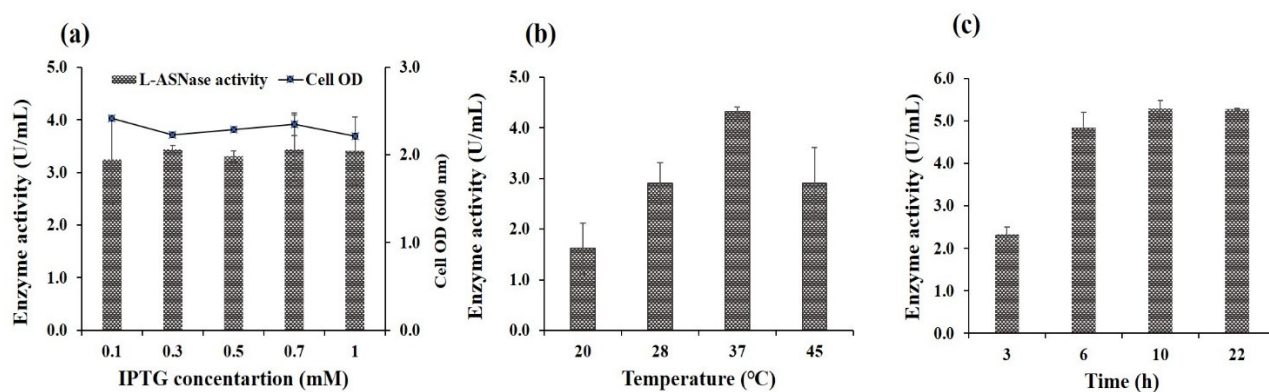 (a)
L-ASNase activity
Cell OD
Enzyme activity (U/mL)
5.0
4.0
3.0
2.0
1.0
0.0
3.0
2.0
1.0
0.0
Cell OD (600 nm)
0.1 0.3 0.5 0.7 1
IPTG concentartion (mM)
(b)
Enzyme activity (U/mL)
5.0
4.0
3.0
2.0
1.0
0.0
20 28 37 45
Temperature (℃)
(c)
Enzyme activity (U/mL)
6.0
5.0
4.0
3.0
2.0
1.0
0.0
3 6 10 22
Time (h)